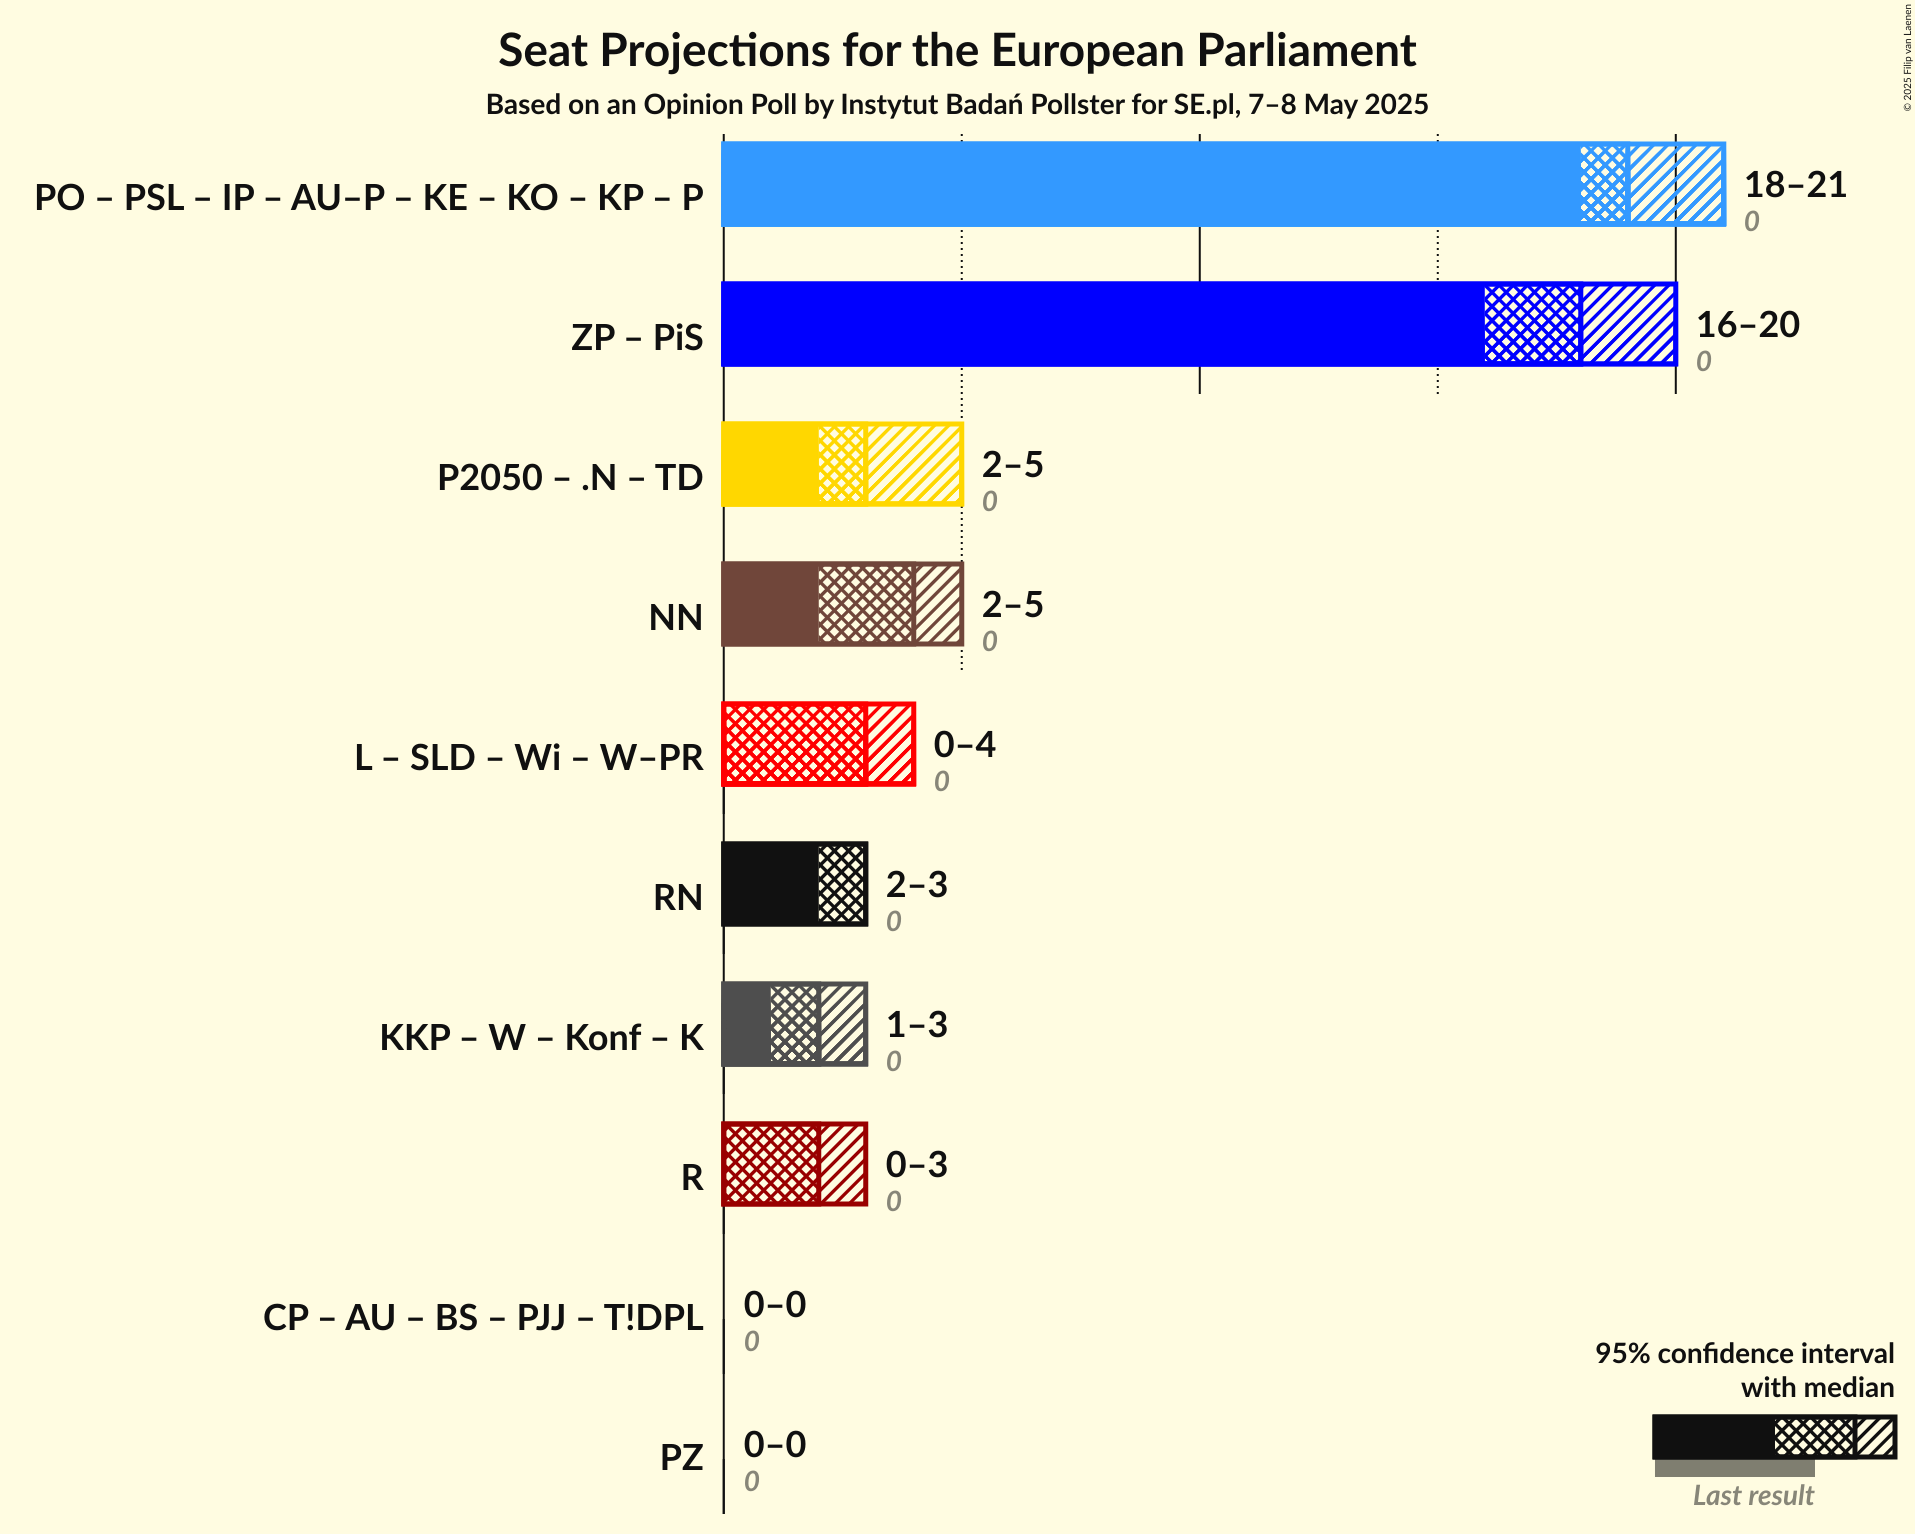 Seat Projections for the European Parliament
Based on an Opinion Poll by Instytut Badań Pollster for SE.pl, 7–8 May 2025
© 2025 Filip van Laenen
PO – PSL – IP – AU–P – KE – KO – KP – P
18–21
0
ZP – PiS
16–20
0
P2050 – .N – TD
2–5
0
NN
2–5
0
L – SLD – Wi – W–PR
0–4
0
RN
2–3
0
KKP – W – Konf – K
1–3
0
R
0–3
0
CP – AU – BS – PJJ – T!DPL
0–0
0
PZ
0–0
0
95% confidence interval
with median
Last result